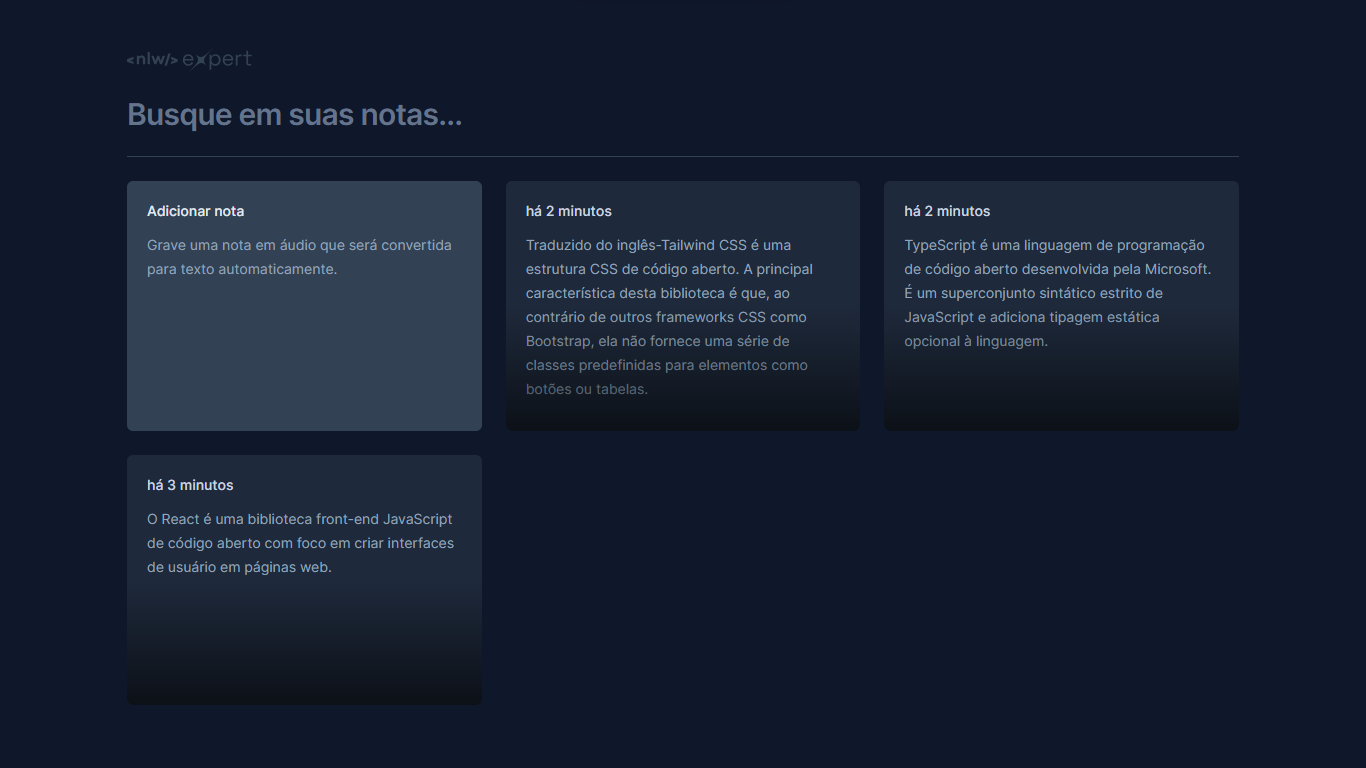 <nlw/> expert
Busque em suas notas...
Adicionar nota
Grave uma nota em áudio que será convertida
para texto automaticamente.
há 2 minutos
Traduzido do inglês-Tailwind CSS é uma
estrutura CSS de código aberto. A principal
característica desta biblioteca é que, ao
contrário de outros frameworks CSS como
Bootstrap, ela não fornece uma série de
classes predefinidas para elementos como
botões ou tabelas.
há 2 minutos
TypeScript é uma linguagem de programação
de código aberto desenvolvida pela Microsoft.
É um superconjunto sintático estrito de
JavaScript e adiciona tipagem estática
opcional à linguagem.
há 3 minutos
O React é uma biblioteca front-end JavaScript
de código aberto com foco em criar interfaces
de usuário em páginas web.